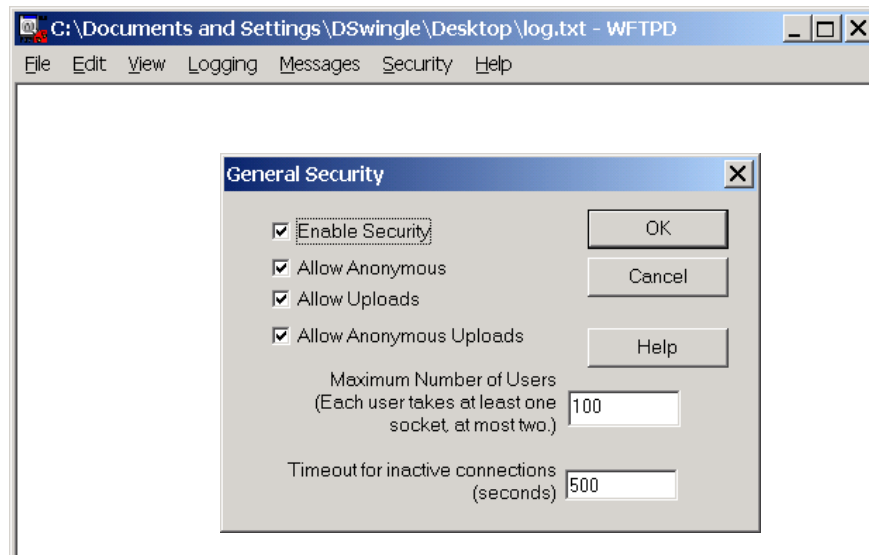 C:\Documents and Settings\DSwingle\Desktop\log.txt - WFTPD
File Edit View Logging Messages Security Help
General Security
Enable Security
OK
Allow Anonymous
Cancel
Allow Uploads
Allow Anonymous Uploads
Help
Maximum Number of Users
(Each user takes at least one
socket, at most two.)
100
Timeout for inactive connections
(seconds)
500